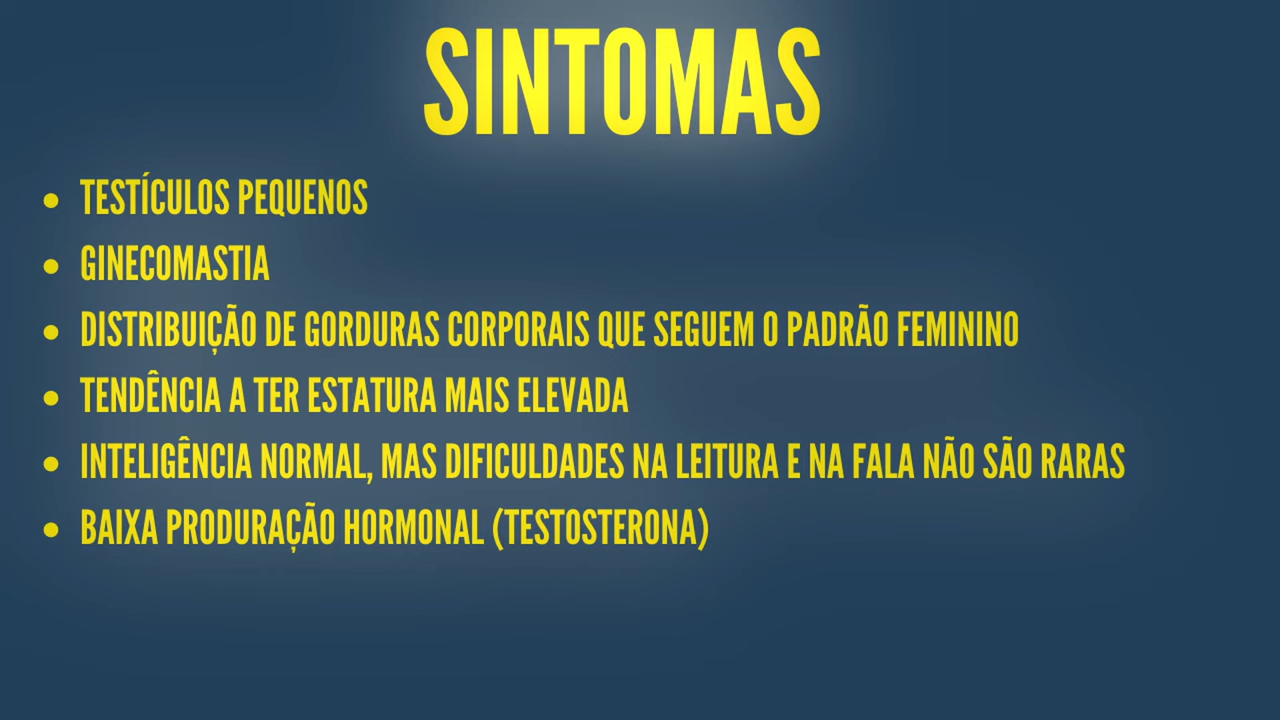 SINTOMAS
• TESTÍCULOS PEQUENOS
• GINECOMASTIA
• DISTRIBUIÇÃO DE GORDURAS CORPORAIS QUE SEGUEM O PADRÃO FEMININO
• TENDÊNCIA A TER ESTATURA MAIS ELEVADA
• INTELIGÊNCIA NORMAL, MAS DIFICULDADES NA LEITURA E NA FALA NÃO SÃO RARAS
• BAIXA PRODURAÇÃO HORMONAL (TESTOSTERONA)